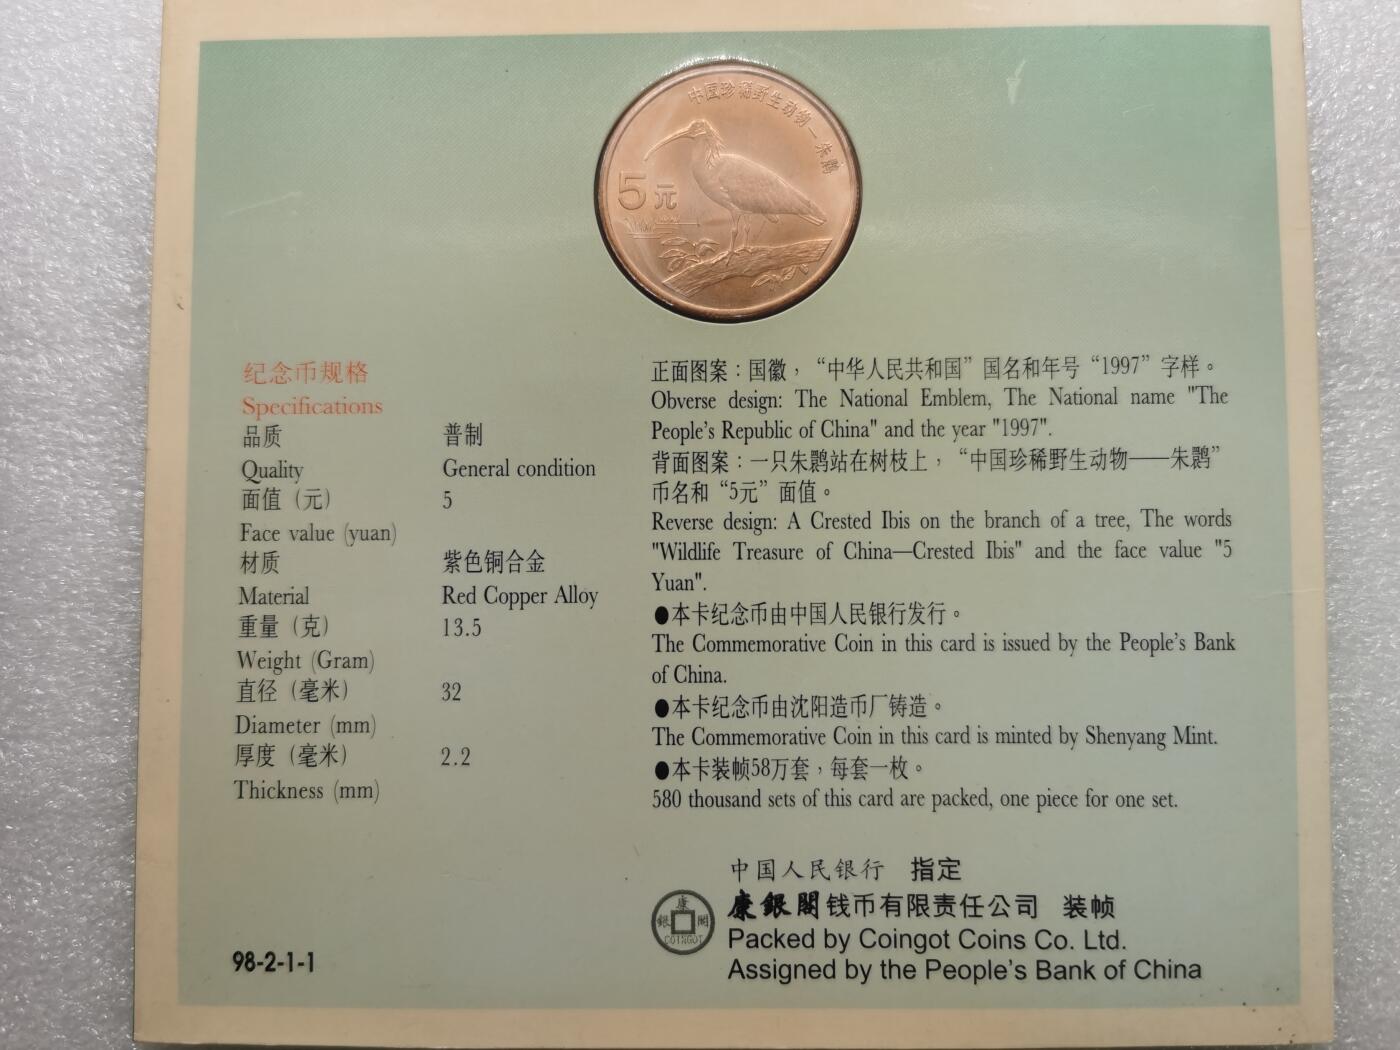 中国珍稀野生动物—朱鹮
5元
纪念币规格
Specifications
品质 普制
Quality General condition
面值（元） 5
Face value (yuan)
材质 紫色铜合金
Material Red Copper Alloy
重量（克） 13.5
Weight (Gram)
直径（毫米） 32
Diameter (mm)
厚度（毫米） 2.2
Thickness (mm)
正面图案：国徽，“中华人民共和国”国名和年号“1997”字样。
Obverse design: The National Emblem, The National name "The
People's Republic of China" and the year "1997".
背面图案：一只朱鹮站在树枝上，“中国珍稀野生动物——朱鹮”
币名和“5元”面值。
Reverse design: A Crested Ibis on the branch of a tree, The words
"Wildlife Treasure of China—Crested Ibis" and the face value "5
Yuan".
●本卡纪念币由中国人民银行发行。
The Commemorative Coin in this card is issued by the People's Bank
of China.
●本卡纪念币由沈阳造币厂铸造。
The Commemorative Coin in this card is minted by Shenyang Mint.
●本卡装帧58万套，每套一枚。
580 thousand sets of this card are packed, one piece for one set.
中国人民银行 指定
康銀閣钱币有限责任公司 装帧
Packed by Coingot Coins Co. Ltd.
Assigned by the People's Bank of China
康
銀 閣
COINGOT
98-2-1-1